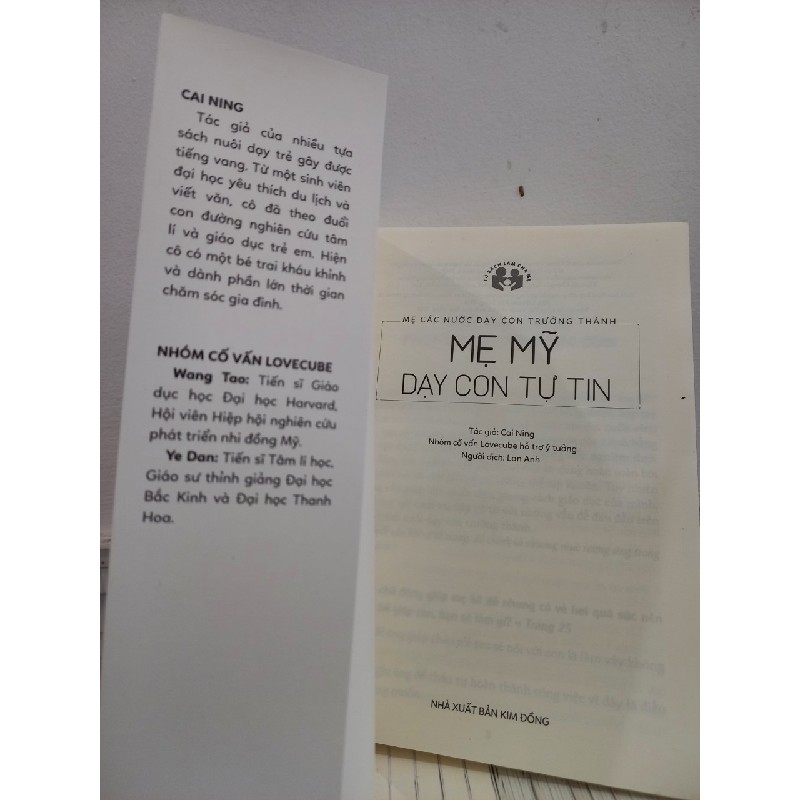 CAI NING
Tác giả của nhiều tựa
sách nuôi dạy trẻ gây được
tiếng vang. Từ một sinh viên
đại học yêu thích du lịch và
viết văn, cô đã theo đuổi
con đường nghiên cứu tâm
lí và giáo dục trẻ em. Hiện
cô có một bé trai kháu khỉnh
và dành phần lớn thời gian
chăm sóc gia đình.
NHÓM CỐ VẤN LOVECUBE
Wang Tao: Tiến sĩ Giáo
dục học Đại học Harvard,
Hội viên Hiệp hội nghiên cứu
phát triển nhi đồng Mỹ.
Ye Dan: Tiến sĩ Tâm lí học,
Giáo sư thỉnh giảng Đại học
Bắc Kinh và Đại học Thanh
Hoa.
TỦ SÁCH LÀM CHA MẸ
MẸ CÁC NƯỚC DẠY CON TRƯỞNG THÀNH
MẸ MỸ
DẠY CON TỰ TIN
Tác giả: Cai Ning
Nhóm cố vấn Lovecube hỗ trợ ý tưởng
Người dịch: Lan Anh
NHÀ XUẤT BẢN KIM ĐỒNG